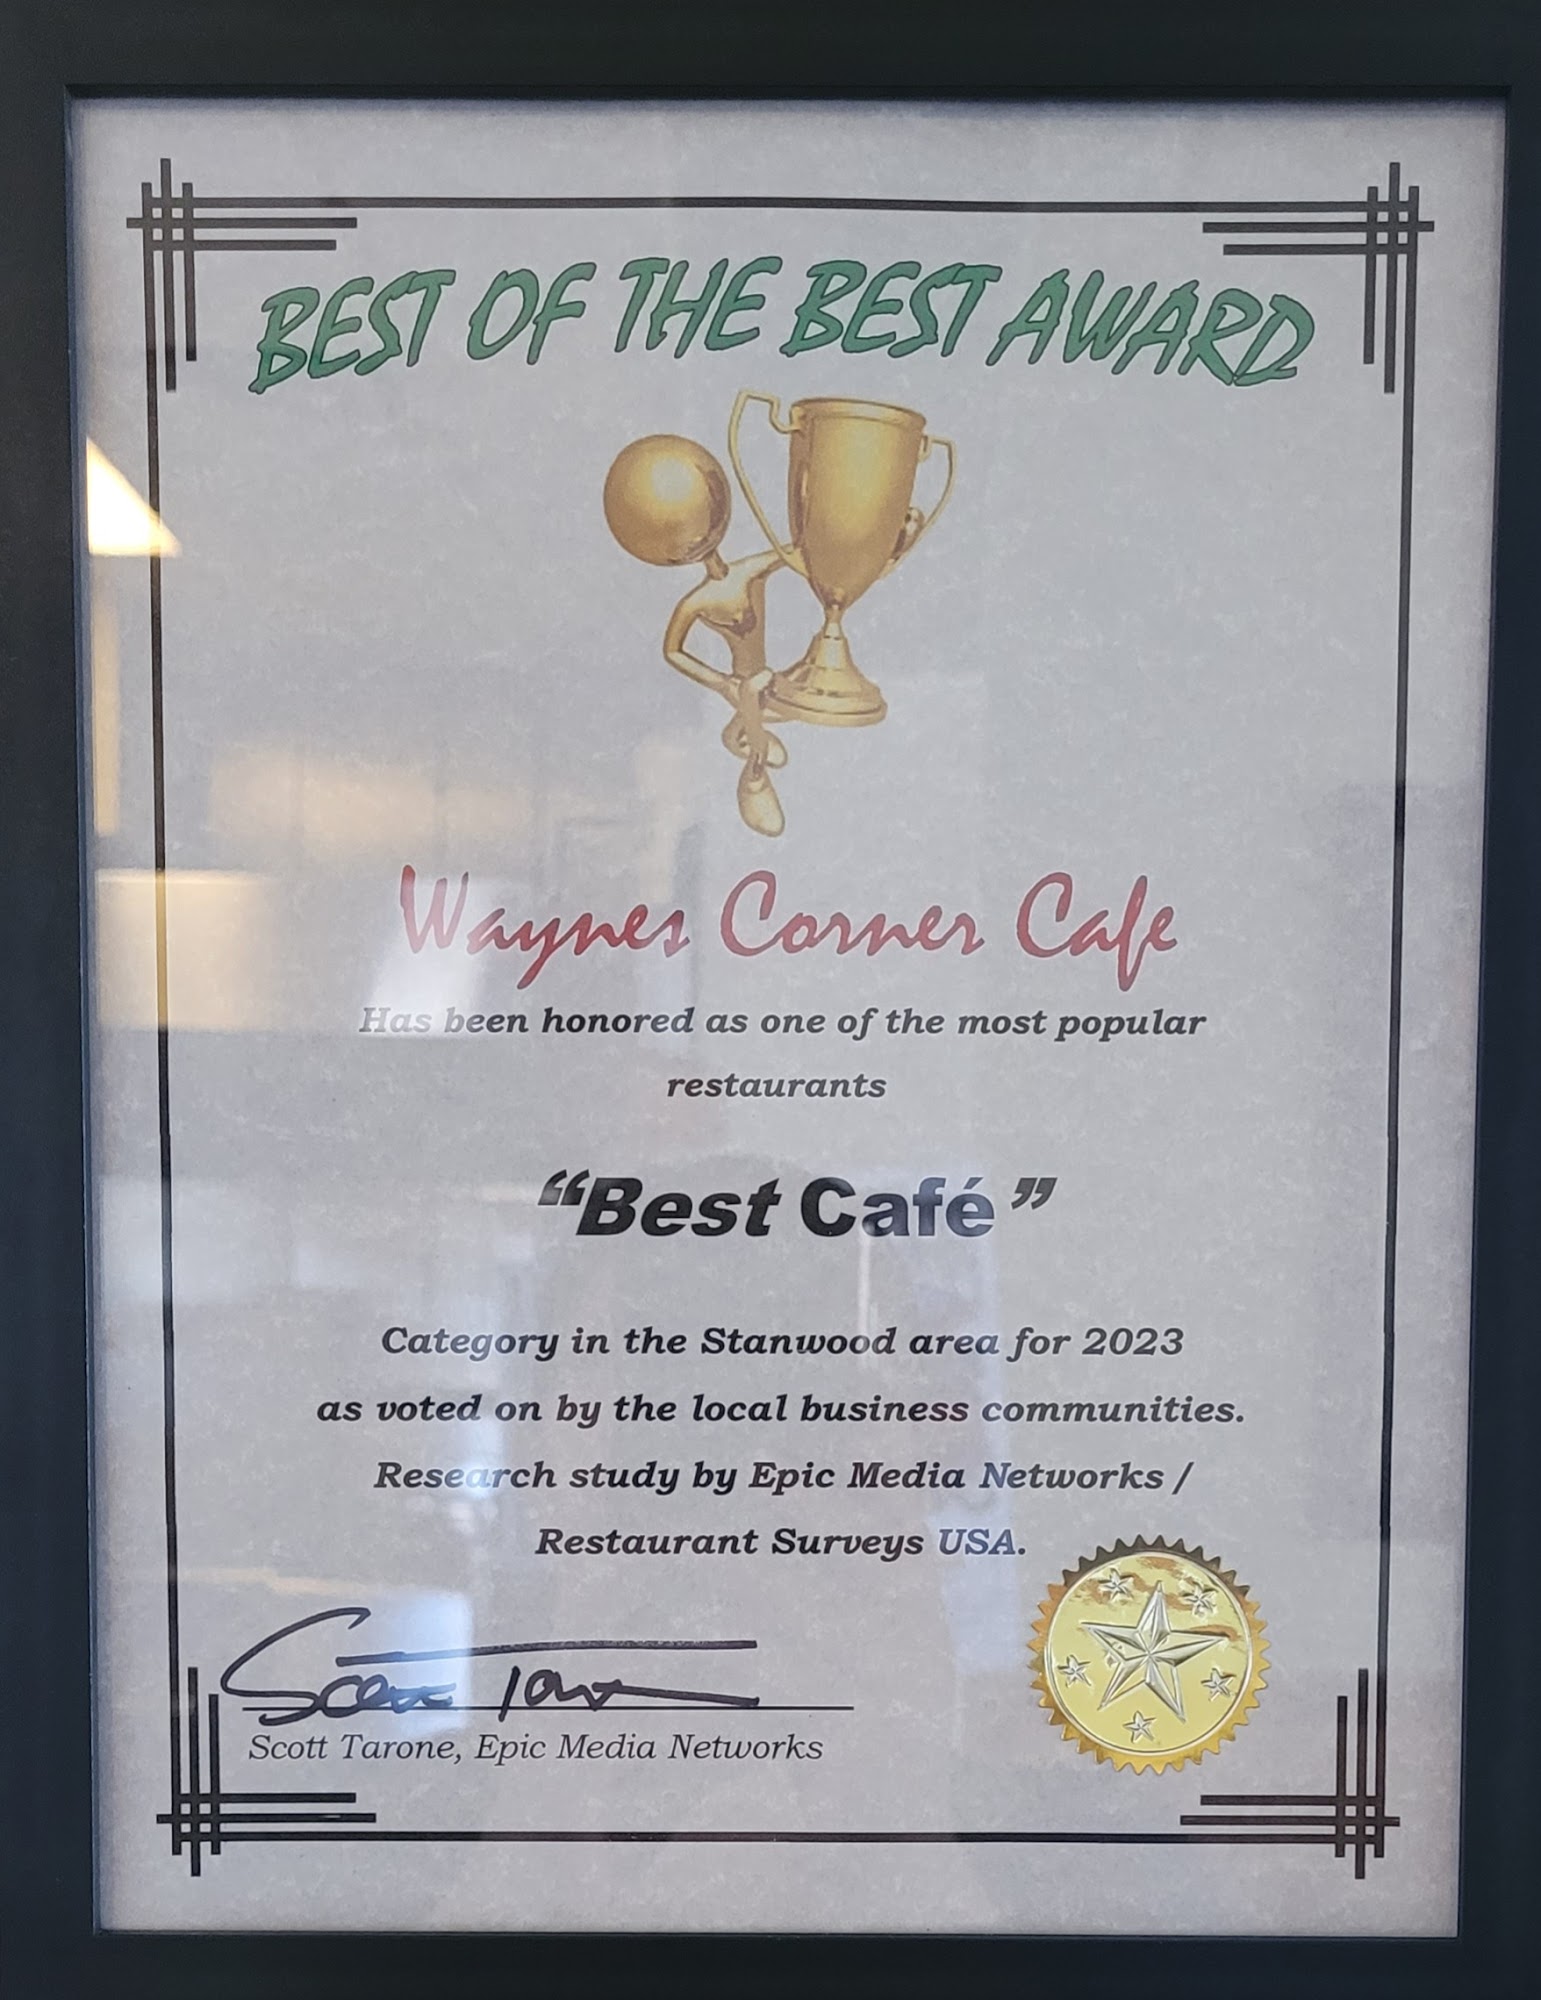 BEST OF THE BEST AWARD
Waynes Corner Cafe
Has been honored as one of the most popular
restaurants
“Best Café”
Category in the Stanwood area for 2023
as voted on by the local business communities.
Research study by Epic Media Networks /
Restaurant Surveys USA.
Scott Tarone
Scott Tarone, Epic Media Networks